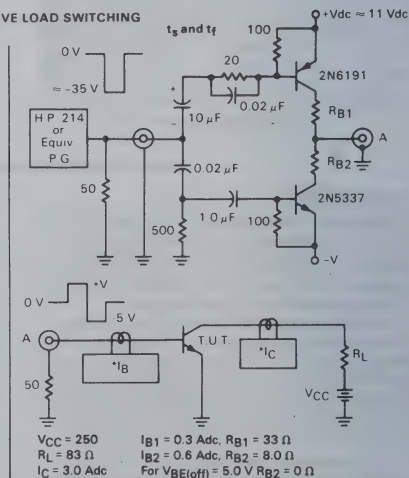 VE LOAD SWITCHING
ts and tf
+Vdc ≈ 11 Vdc
0 V
≈ -35 V
100
20
2N6191
0.02 µF
+
10 µF
-
RB1
HP 214
or
Equiv
PG
A
RB2
0.02 µF
50
1 0 µF
2N5337
500
100
-V
+V
0 V
-5 V
A
T.U.T.
*IB
*IC
50
RL
VCC
VCC = 250
RL = 83 Ω
IC = 3.0 Adc
IB1 = 0.3 Adc, RB1 = 33 Ω
IB2 = 0.6 Adc, RB2 = 8.0 Ω
For VBE(off) = 5.0 V RB2 = 0 Ω